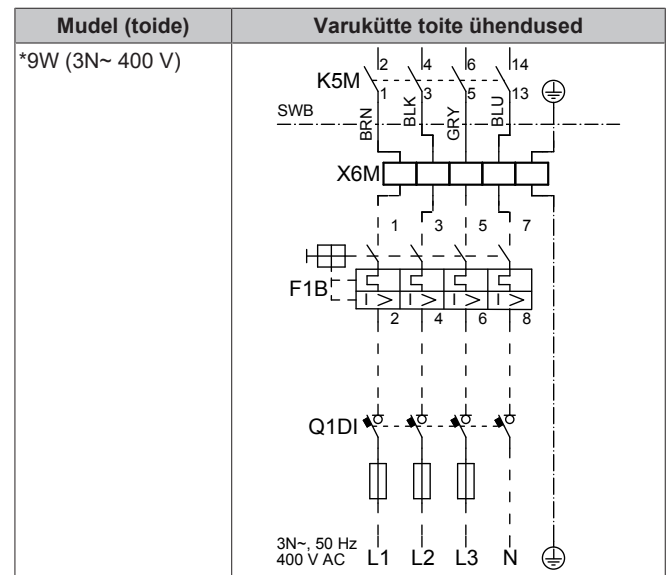 Mudel (toide) Varukütte toite ühendused
*9W (3N~ 400 V)
2 4 6 14
K5M
1 3 5 13
SWB
BRN BLK GRY BLU
X6M
1 3 5 7
F1B
I > I > I > I >
2 4 6 8
Q1DI
3N~, 50 Hz
400 V AC L1 L2 L3 N